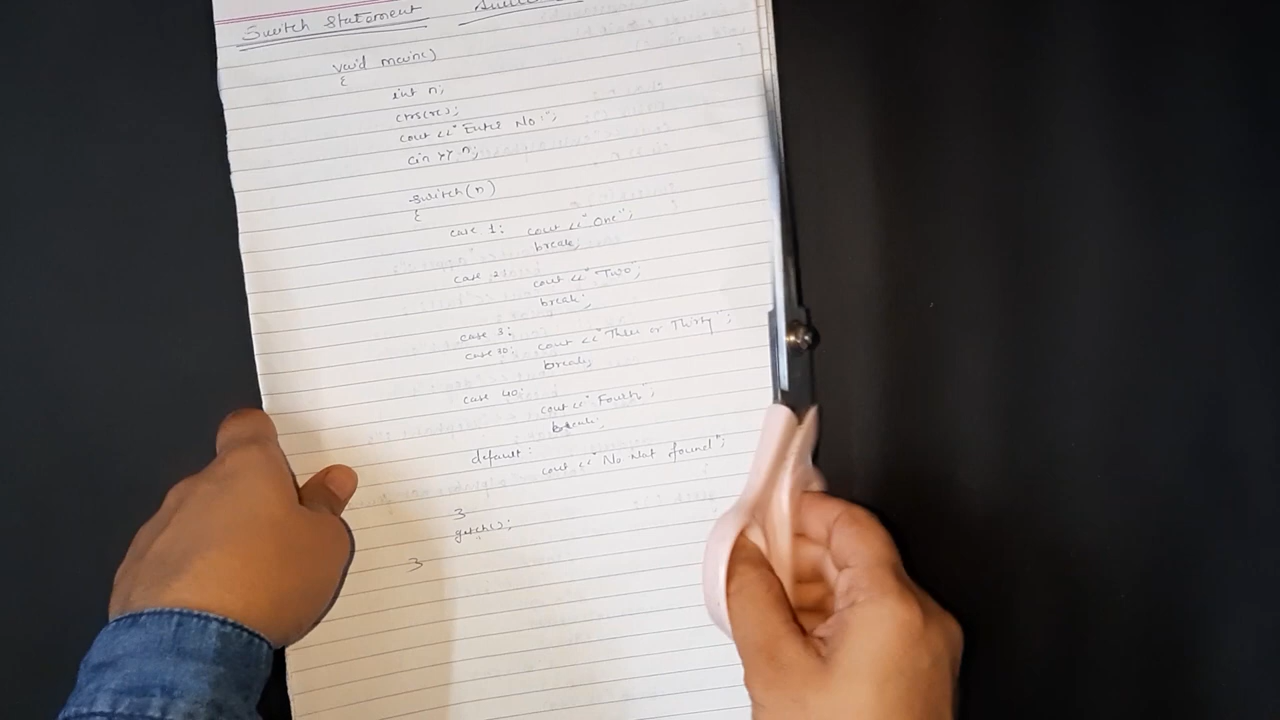 Switch Statement
void main()
{
int n;
clrscr();
cout <<"Enter No:";
cin >> n;
switch(n)
{
case 1: cout <<"One";
break;
case 2: cout <<"Two";
break;
case 3:
case 30: cout <<"Three or Thirty";
break;
case 40:
cout <<"Fourty";
break;
default:
cout <<"No Not found";
}
getch();
}